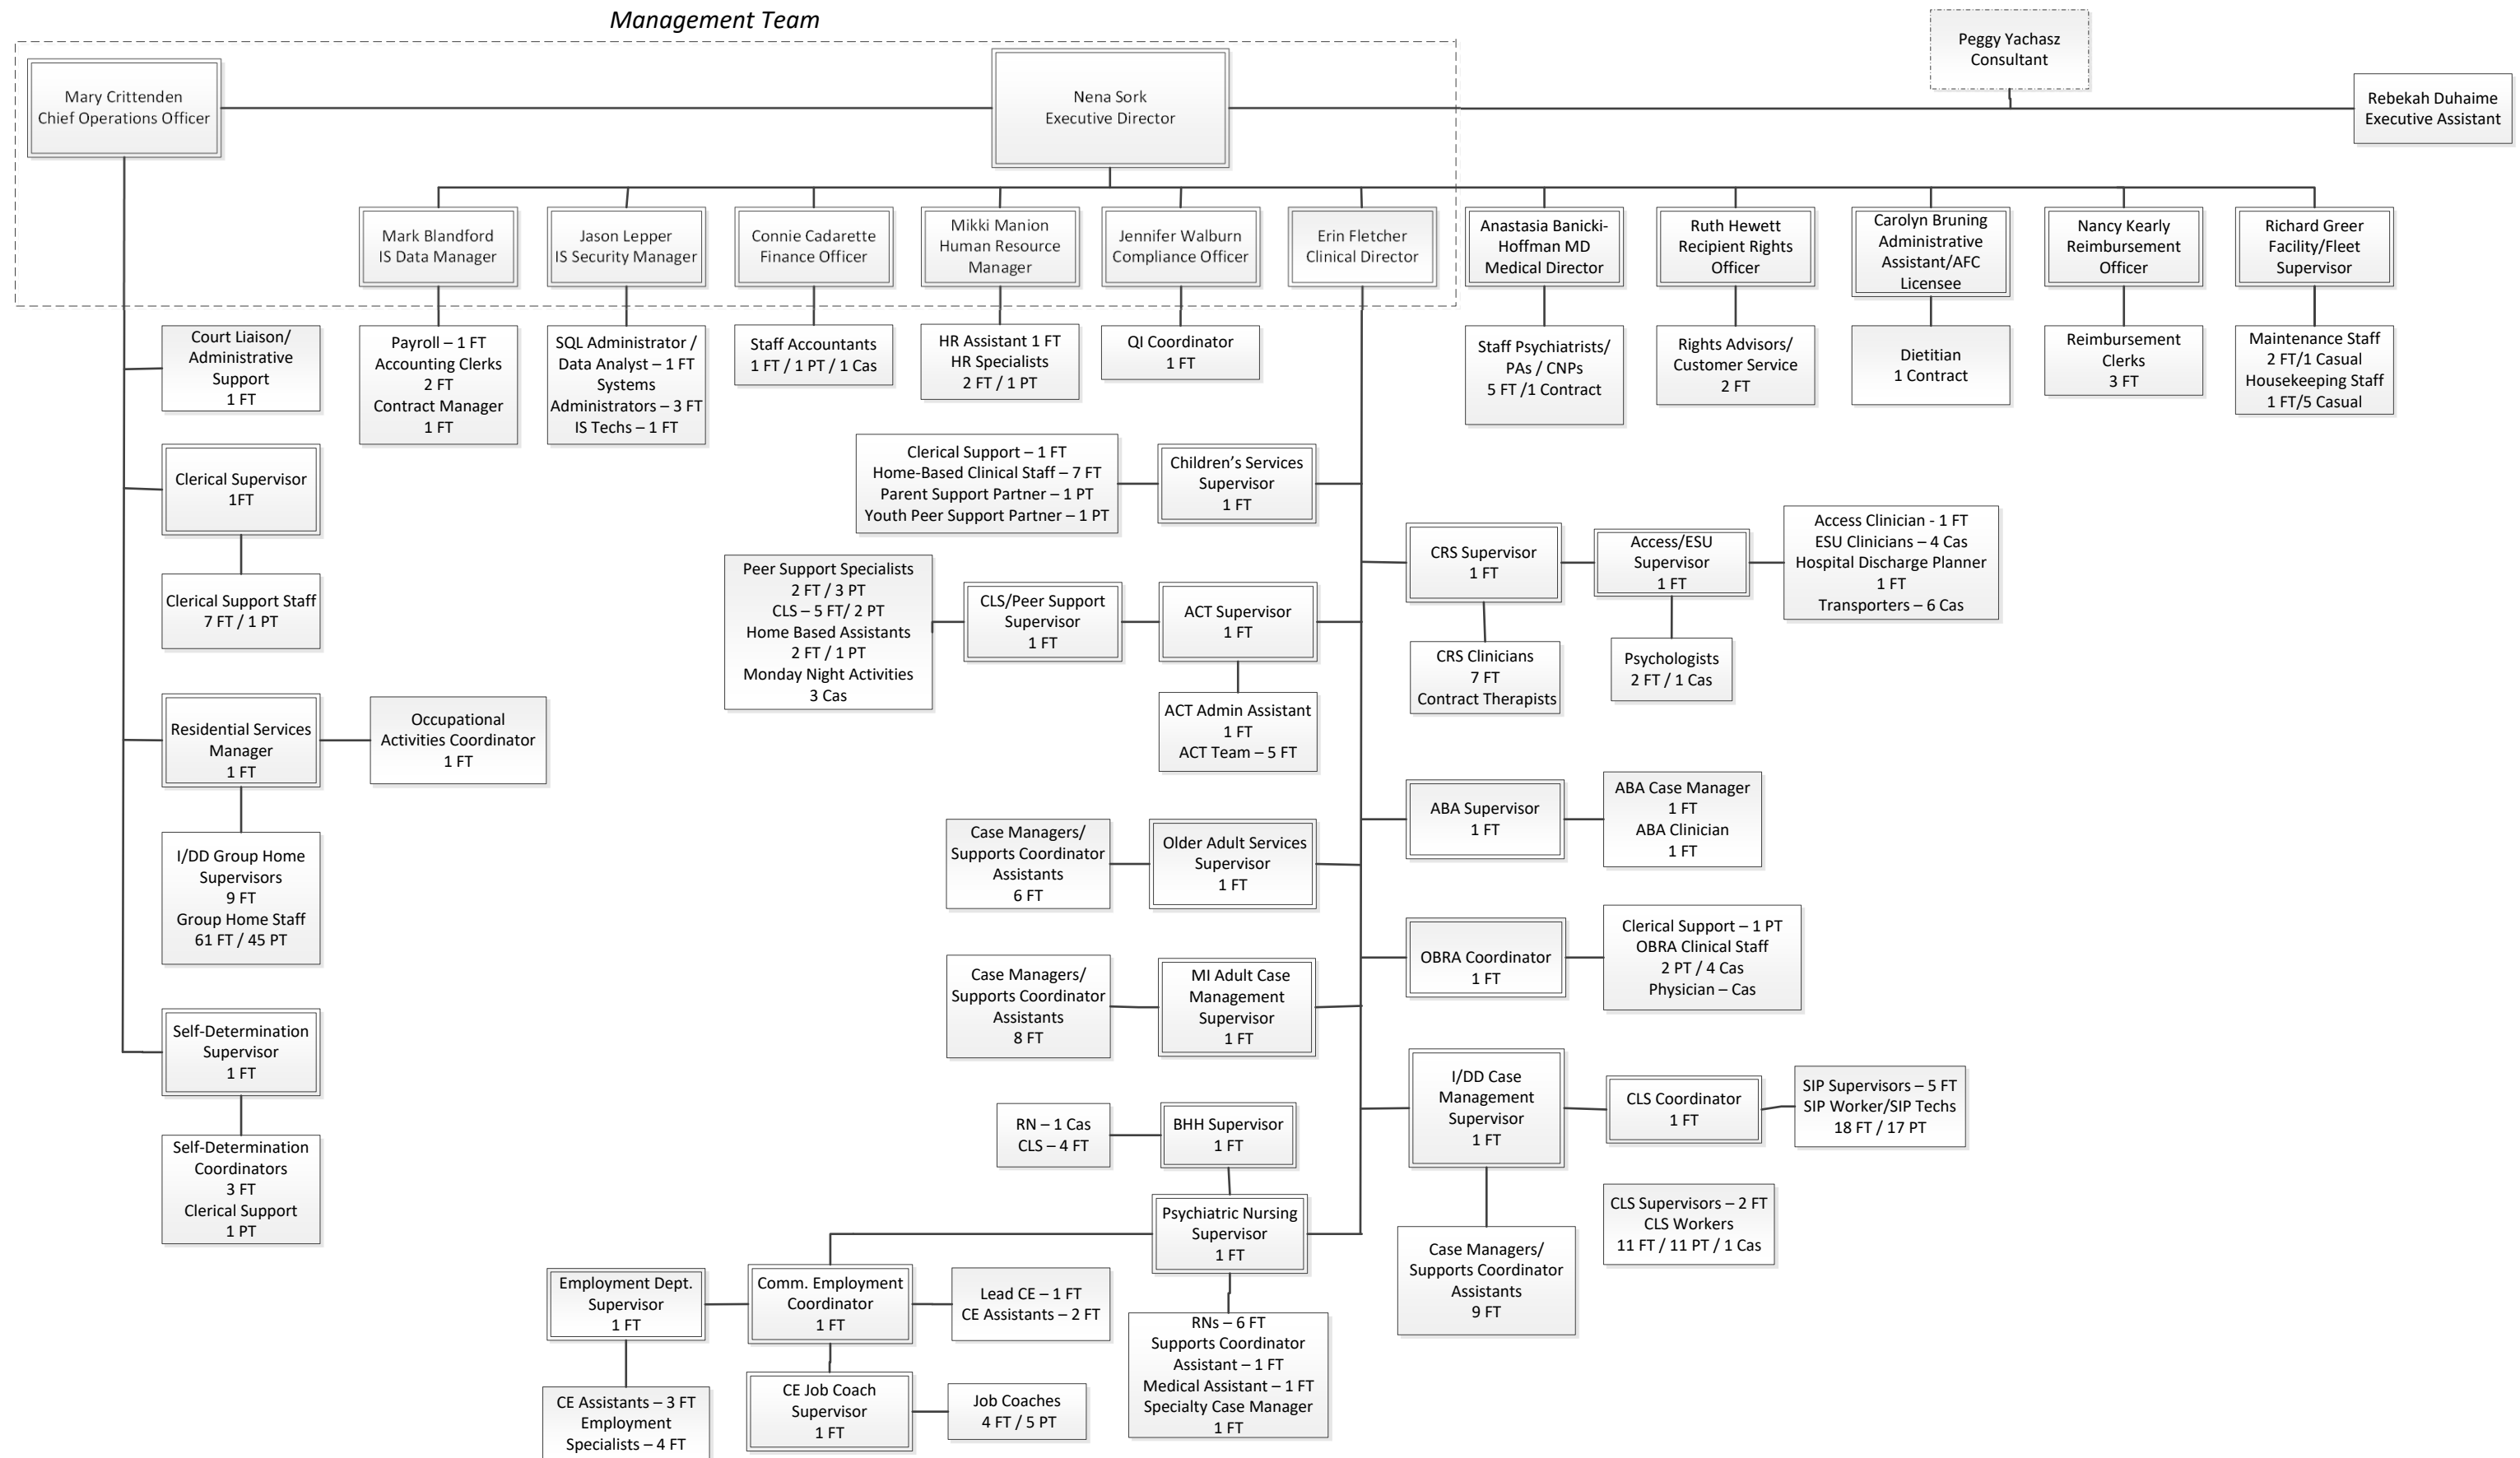 Management Team
Peggy Yachasz
Consultant
Mary Crittenden
Chief Operations Officer
Nena Sork
Executive Director
Rebekah Duhaime
Executive Assistant
Mark Blandford
IS Data Manager
Jason Lepper
IS Security Manager
Connie Cadarette
Finance Officer
Mikki Manion
Human Resource
Manager
Jennifer Walburn
Compliance Officer
Erin Fletcher
Clinical Director
Anastasia Banicki-
Hoffman MD
Medical Director
Ruth Hewett
Recipient Rights
Officer
Carolyn Bruning
Administrative
Assistant/AFC
Licensee
Nancy Kearly
Reimbursement
Officer
Richard Greer
Facility/Fleet
Supervisor
Court Liaison/
Administrative
Support
1 FT
Payroll – 1 FT
Accounting Clerks
2 FT
Contract Manager
1 FT
SQL Administrator /
Data Analyst – 1 FT
Systems
Administrators – 3 FT
IS Techs – 1 FT
Staff Accountants
1 FT / 1 PT / 1 Cas
HR Assistant 1 FT
HR Specialists
2 FT / 1 PT
QI Coordinator
1 FT
Staff Psychiatrists/
PAs / CNPs
5 FT /1 Contract
Rights Advisors/
Customer Service
2 FT
Dietitian
1 Contract
Reimbursement
Clerks
3 FT
Maintenance Staff
2 FT/1 Casual
Housekeeping Staff
1 FT/5 Casual
Clerical Supervisor
1FT
Clerical Support – 1 FT
Home-Based Clinical Staff – 7 FT
Parent Support Partner – 1 PT
Youth Peer Support Partner – 1 PT
Children’s Services
Supervisor
1 FT
CRS Supervisor
1 FT
Access/ESU
Supervisor
1 FT
Access Clinician - 1 FT
ESU Clinicians – 4 Cas
Hospital Discharge Planner
1 FT
Transporters – 6 Cas
Clerical Support Staff
7 FT / 1 PT
Peer Support Specialists
2 FT / 3 PT
CLS – 5 FT/ 2 PT
Home Based Assistants
2 FT / 1 PT
Monday Night Activities
3 Cas
CLS/Peer Support
Supervisor
1 FT
ACT Supervisor
1 FT
CRS Clinicians
7 FT
Contract Therapists
Psychologists
2 FT / 1 Cas
Residential Services
Manager
1 FT
Occupational
Activities Coordinator
1 FT
ACT Admin Assistant
1 FT
ACT Team – 5 FT
I/DD Group Home
Supervisors
9 FT
Group Home Staff
61 FT / 45 PT
Case Managers/
Supports Coordinator
Assistants
6 FT
Older Adult Services
Supervisor
1 FT
ABA Supervisor
1 FT
ABA Case Manager
1 FT
ABA Clinician
1 FT
Case Managers/
Supports Coordinator
Assistants
8 FT
MI Adult Case
Management
Supervisor
1 FT
OBRA Coordinator
1 FT
Clerical Support – 1 PT
OBRA Clinical Staff
2 PT / 4 Cas
Physician – Cas
Self-Determination
Supervisor
1 FT
Self-Determination
Coordinators
3 FT
Clerical Support
1 PT
RN – 1 Cas
CLS – 4 FT
BHH Supervisor
1 FT
I/DD Case
Management
Supervisor
1 FT
CLS Coordinator
1 FT
SIP Supervisors – 5 FT
SIP Worker/SIP Techs
18 FT / 17 PT
Psychiatric Nursing
Supervisor
1 FT
CLS Supervisors – 2 FT
CLS Workers
11 FT / 11 PT / 1 Cas
Case Managers/
Supports Coordinator
Assistants
9 FT
Employment Dept.
Supervisor
1 FT
Comm. Employment
Coordinator
1 FT
Lead CE – 1 FT
CE Assistants – 2 FT
RNs – 6 FT
Supports Coordinator
Assistant – 1 FT
Medical Assistant – 1 FT
Specialty Case Manager
1 FT
CE Assistants – 3 FT
Employment
Specialists – 4 FT
CE Job Coach
Supervisor
1 FT
Job Coaches
4 FT / 5 PT